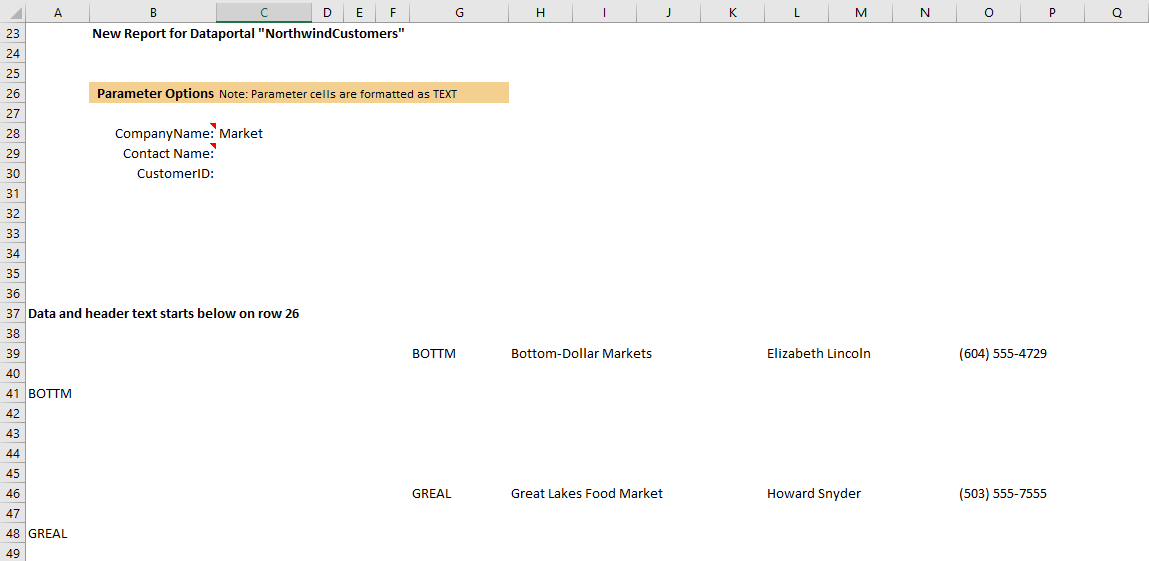 A B C D E F G H I J K L M N O P Q
23 New Report for Dataportal "NorthwindCustomers"
24
25
26 Parameter Options Note: Parameter cells are formatted as TEXT
27
28 CompanyName: Market
29 Contact Name:
30 CustomerID:
31
32
33
34
35
36
37 Data and header text starts below on row 26
38
39 BOTTM Bottom-Dollar Markets Elizabeth Lincoln (604) 555-4729
40
41 BOTTM
42
43
44
45
46 GREAL Great Lakes Food Market Howard Snyder (503) 555-7555
47
48 GREAL
49